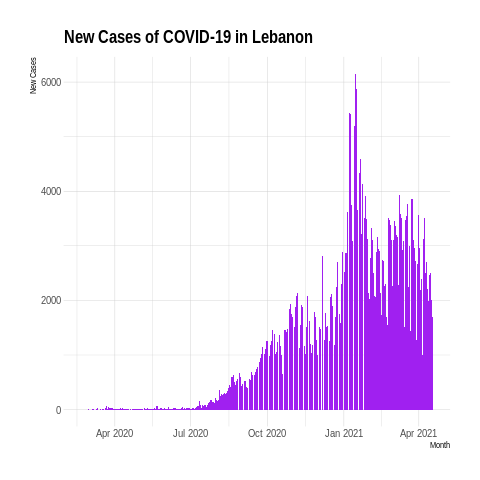 New Cases of COVID-19 in Lebanon
New Cases
6000
4000
2000
0
Apr 2020 Jul 2020 Oct 2020 Jan 2021 Apr 2021
Month